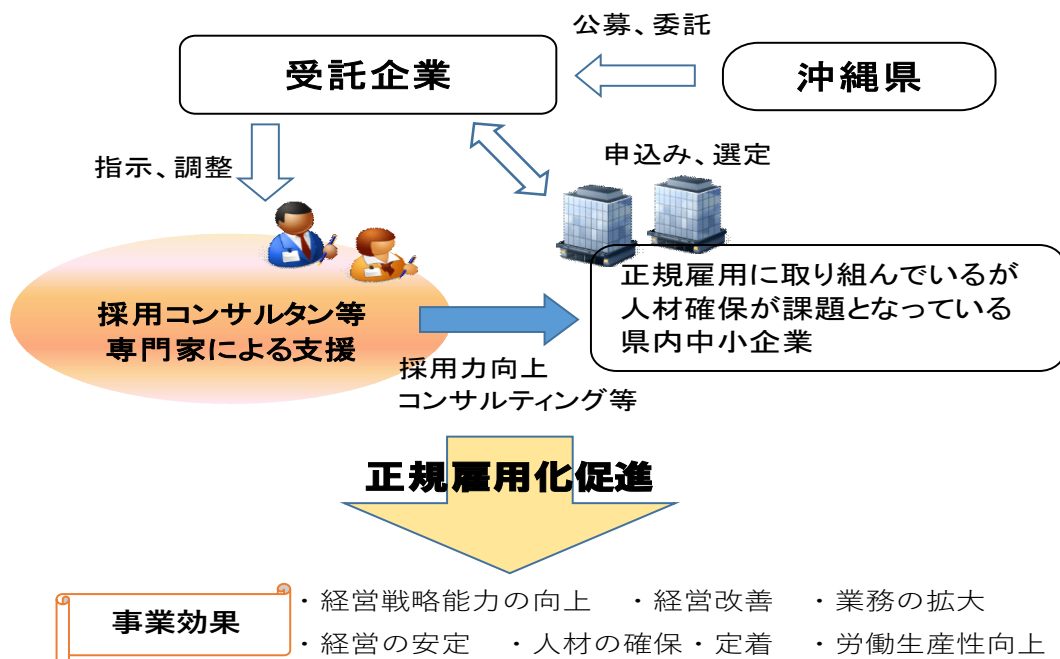 公募、委託
受託企業
沖縄県
指示、調整
申込み、選定
正規雇用に取り組んでいるが
人材確保が課題となっている
県内中小企業
採用コンサルタン等
専門家による支援
採用力向上
コンサルティング等
正規雇用化促進
事業効果
・経営戦略能力の向上 ・経営改善 ・業務の拡大
・経営の安定 ・人材の確保・定着 ・労働生産性向上